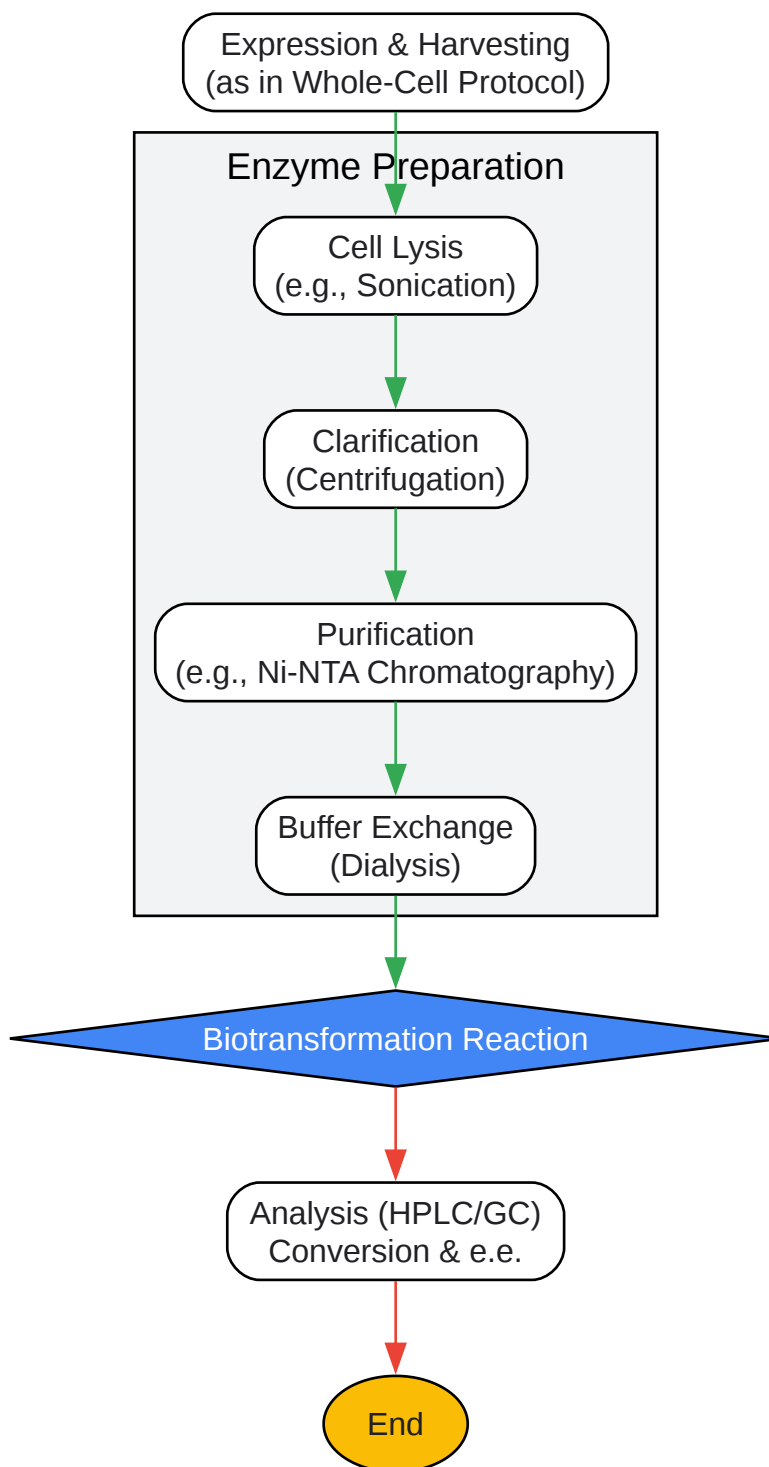 Expression & Harvesting
(as in Whole-Cell Protocol)
Enzyme Preparation
Cell Lysis
(e.g., Sonication)
Clarification
(Centrifugation)
Purification
(e.g., Ni-NTA Chromatography)
Buffer Exchange
(Dialysis)
Biotransformation Reaction
Analysis (HPLC/GC)
Conversion & e.e.
End